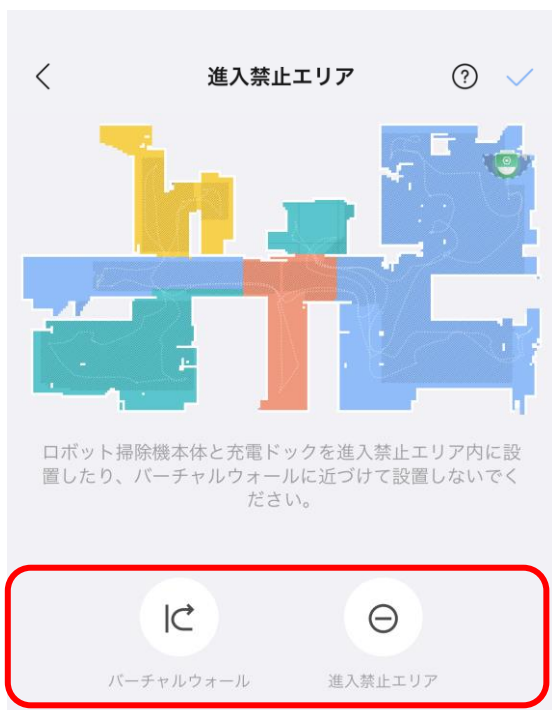 進入禁止エリア
ロボット掃除機本体と充電ドックを進入禁止エリア内に設
置したり、バーチャルウォールに近づけて設置しないでく
ださい。
バーチャルウォール 進入禁止エリア